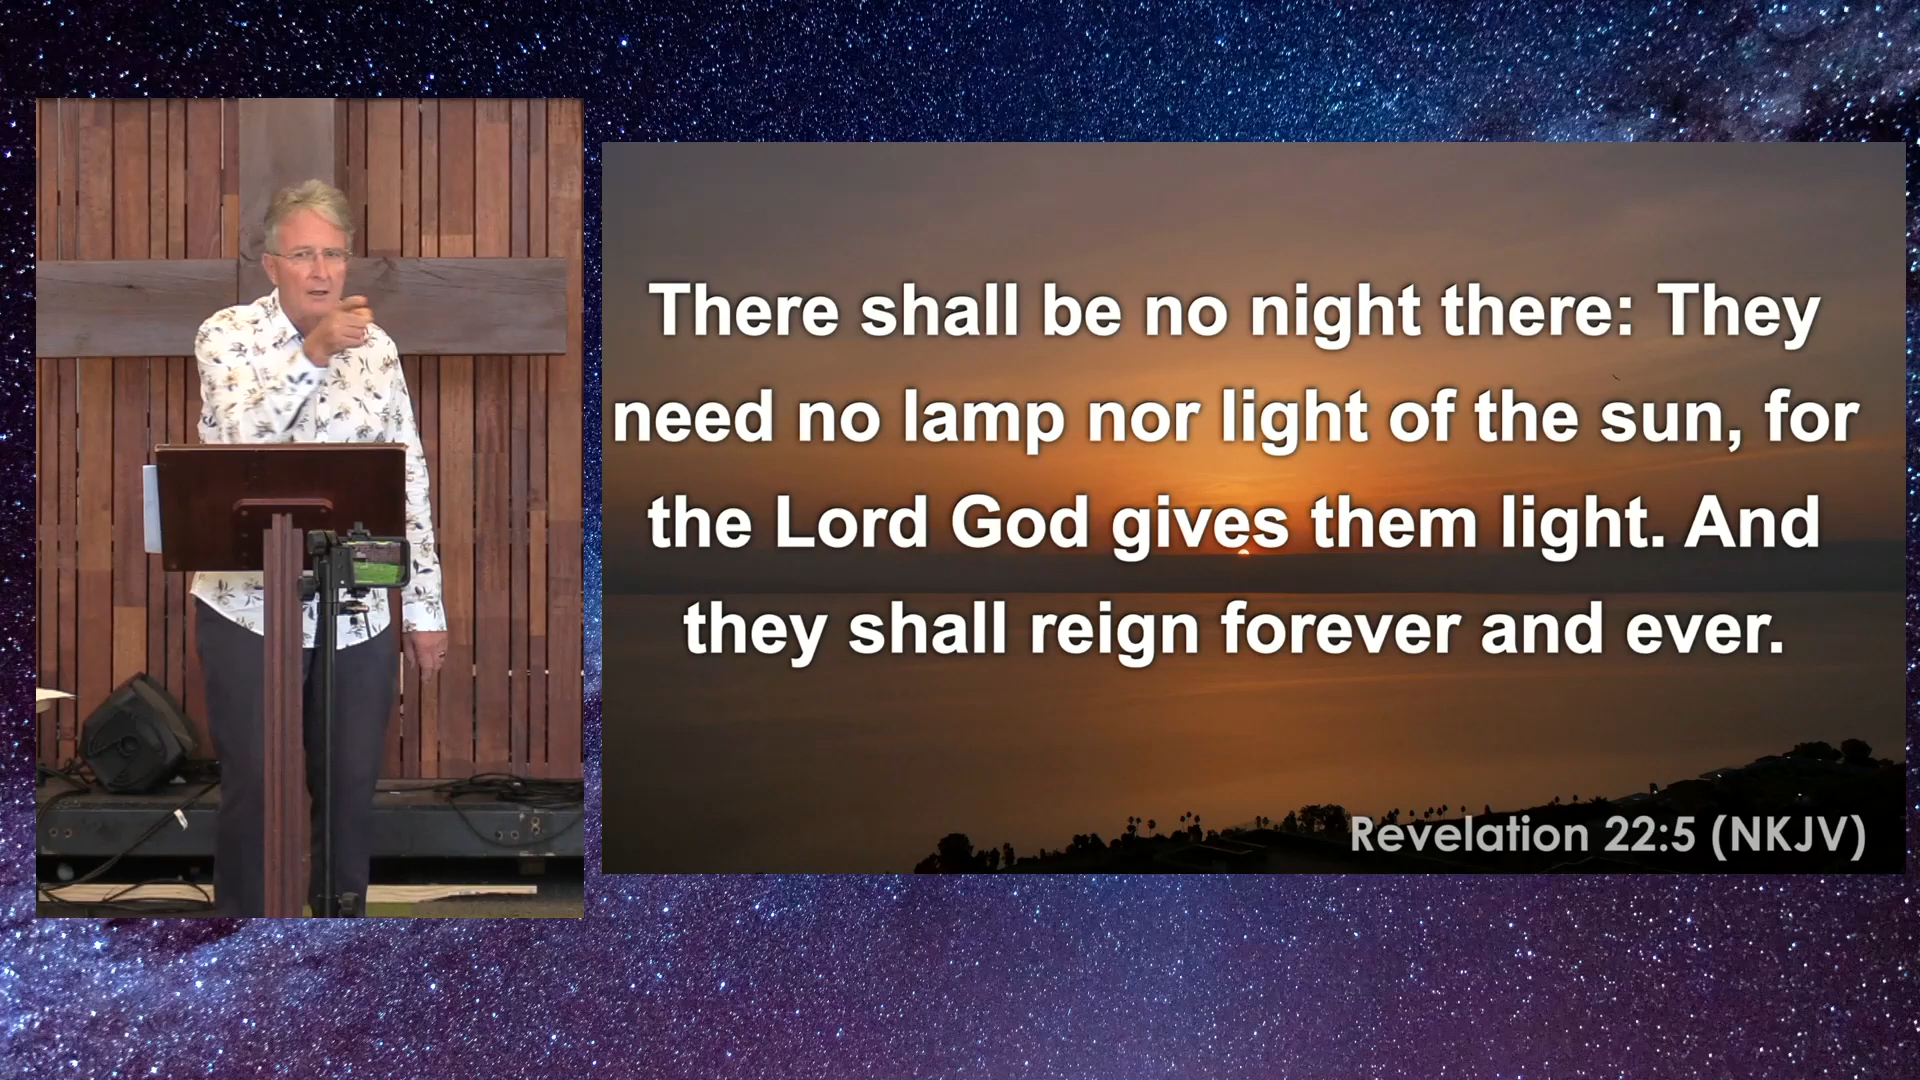 There shall be no night there: They
need no lamp nor light of the sun, for
the Lord God gives them light. And
they shall reign forever and ever.
Revelation 22:5 (NKJV)